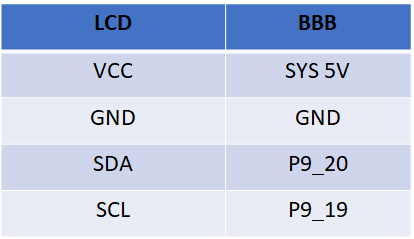 LCD BBB
VCC SYS 5V
GND GND
SDA P9_20
SCL P9_19